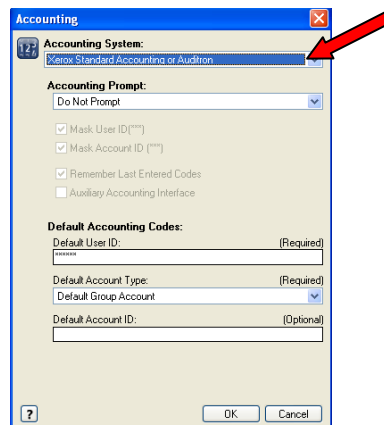 Accounting
Accounting System:
Xerox Standard Accounting or Auditron
Accounting Prompt:
Do Not Prompt
Mask User ID(***)
Mask Account ID (***)
Remember Last Entered Codes
Auxiliary Accounting Interface
Default Accounting Codes:
Default User ID: (Required)
******
Default Account Type: (Required)
Default Group Account
Default Account ID: (Optional)
? OK Cancel